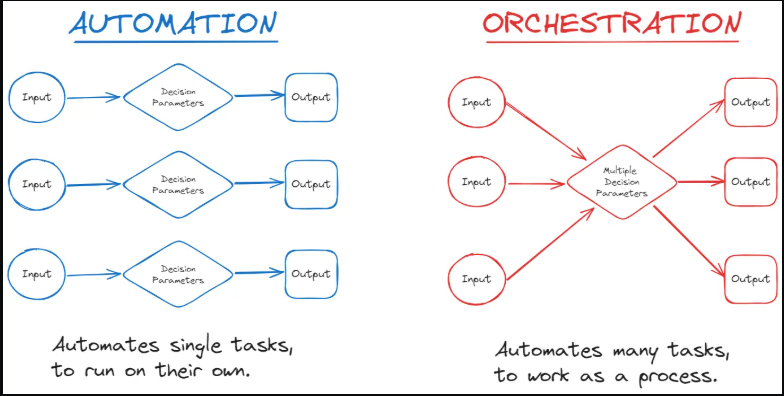 AUTOMATION
Input
Decision
Parameters
Output
Input
Decision
Parameters
Output
Input
Decision
Parameters
Output
Automates single tasks,
to run on their own.
ORCHESTRATION
Input
Input
Input
Multiple
Decision
Parameters
Output
Output
Output
Automates many tasks,
to work as a process.